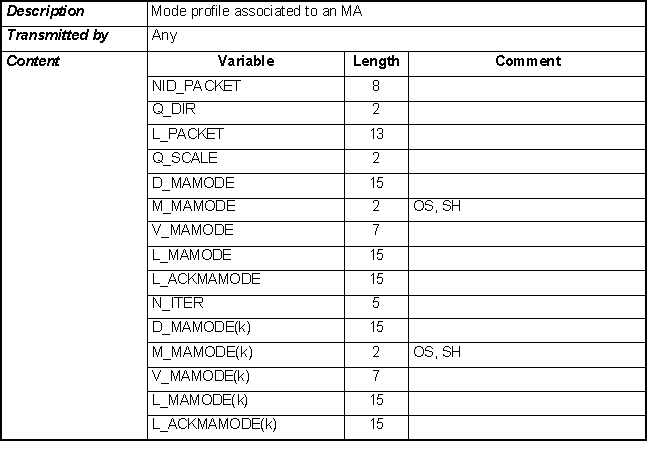 Description Mode profile associated to an MA
Transmitted by Any
Content Variable Length Comment
NID_PACKET 8
Q_DIR 2
L_PACKET 13
Q_SCALE 2
D_MAMODE 15
M_MAMODE 2 OS, SH
V_MAMODE 7
L_MAMODE 15
L_ACKMAMODE 15
N_ITER 5
D_MAMODE(k) 15
M_MAMODE(k) 2 OS, SH
V_MAMODE(k) 7
L_MAMODE(k) 15
L_ACKMAMODE(k) 15